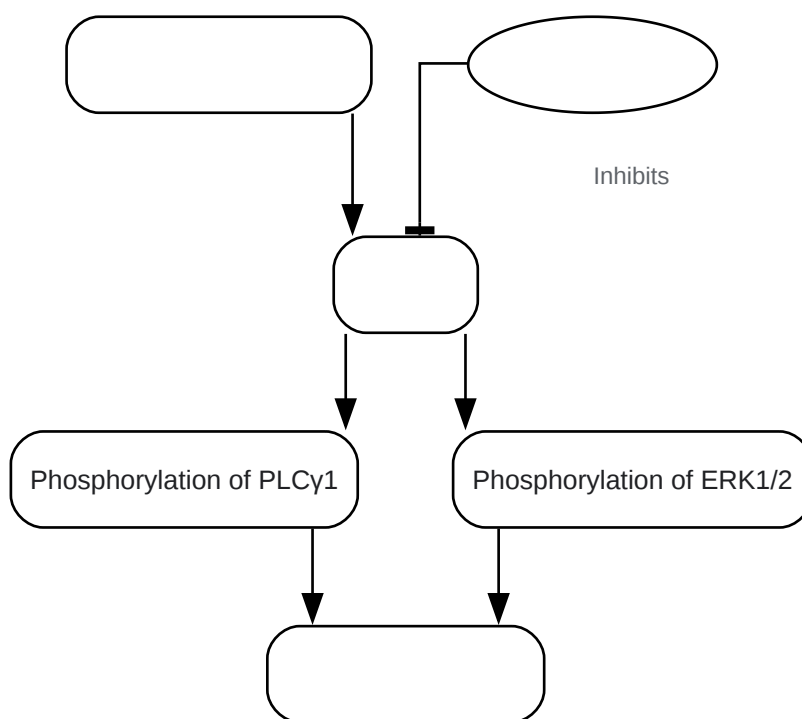 Inhibits
Phosphorylation of PLCγ1
Phosphorylation of ERK1/2